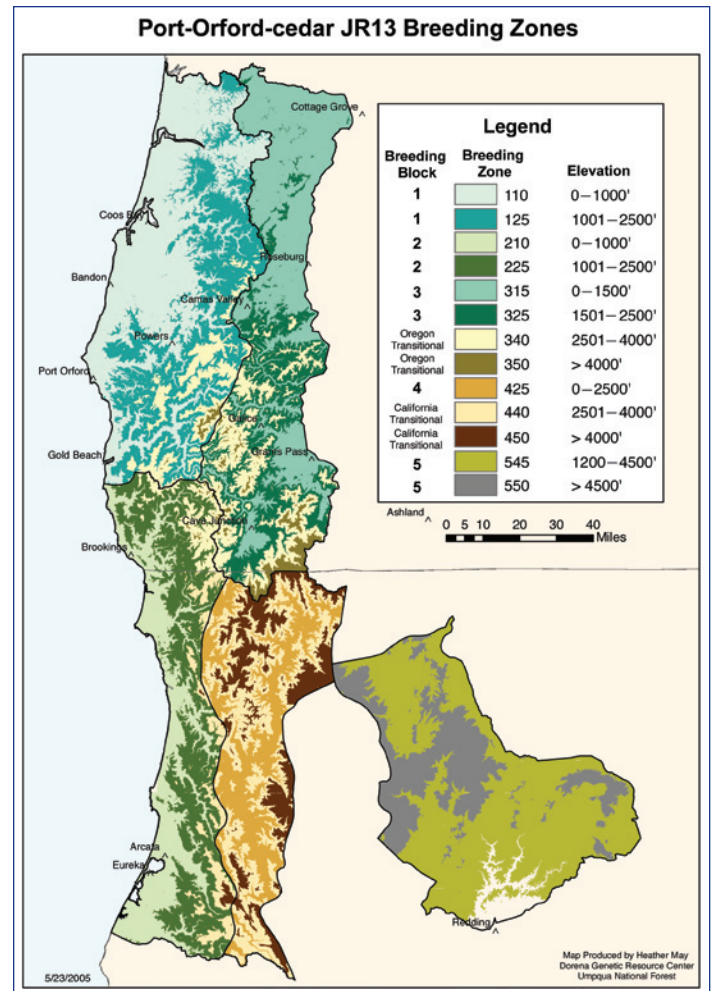 Port-Orford-cedar JR13 Breeding Zones
Cottage Grove
Legend
Breeding Block Breeding Zone Elevation
1 110 0–1000'
1 125 1001–2500'
2 210 0–1000'
2 225 1001–2500'
3 315 0–1500'
3 325 1501–2500'
Oregon Transitional 340 2501–4000'
Oregon Transitional 350 > 4000'
4 425 0–2500'
California Transitional 440 2501–4000'
California Transitional 450 > 4000'
5 545 1200–4500'
5 550 > 4500'
Coos Bay
Roseburg
Bandon
Camas Valley
Powers
Port Orford
Galice
Gold Beach
Grants Pass
Ashland
0 5 10 20 30 40
Miles
Cave Junction
Brookings
Arcata
Eureka
Redding
Map Produced by Heather May
Dorena Genetic Resource Center
Umpqua National Forest
5/23/2005